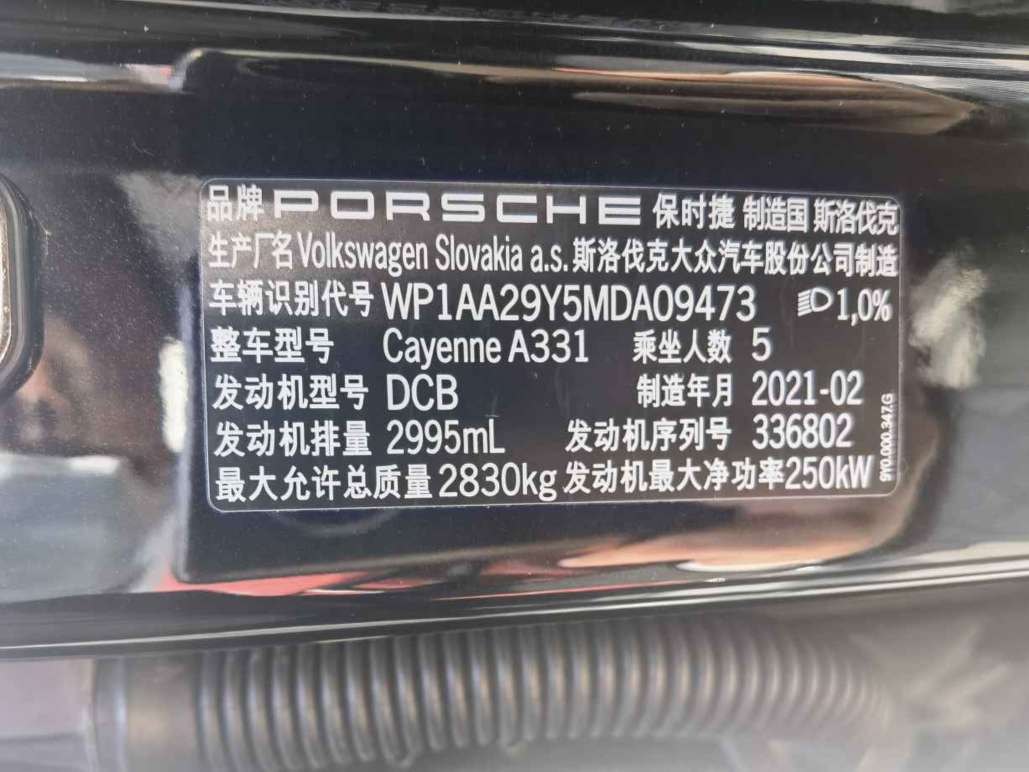 品牌 PORSCHE 保时捷 制造国 斯洛伐克
生产厂名 Volkswagen Slovakia a.s. 斯洛伐克大众汽车股份公司制造
车辆识别代号 WP1AA29Y5MDA09473 1,0%
整车型号 Cayenne A331 乘坐人数 5
发动机型号 DCB 制造年月 2021-02
发动机排量 2995mL 发动机序列号 336802
最大允许总质量 2830kg 发动机最大净功率 250kW
9Y0.000.347.G